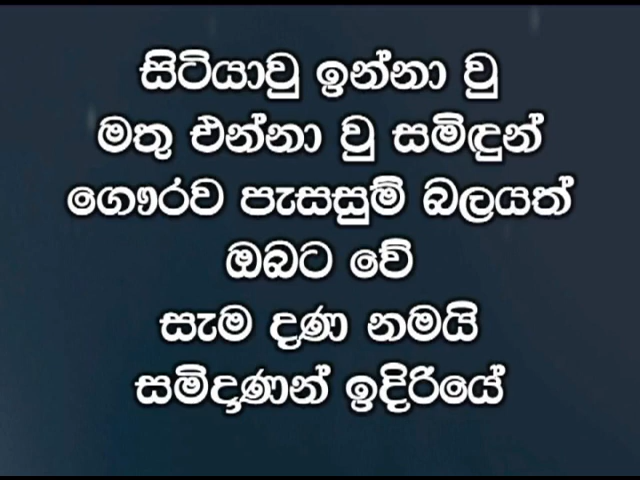 සිටියාවු ඉන්නා වු
මතු එන්නා වු සමිඳුන්
ගෞරව පැසසුම් බලයත්
ඔබට වේ
සැම දණ නමයි
සමිදාණන් ඉදිරියේ